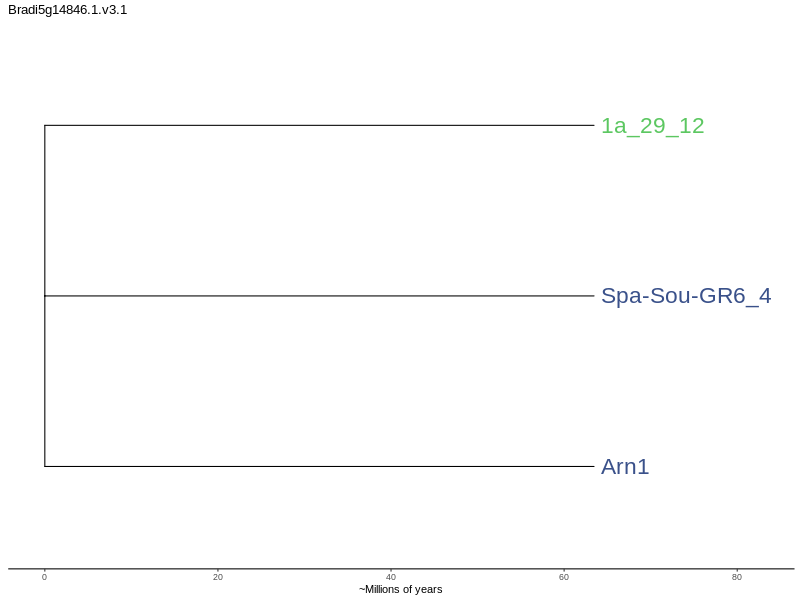 Bradi5g14846.1.v3.1
1a_29_12
Spa-Sou-GR6_4
Arn1
0 20 40 60 80
~Millions of years